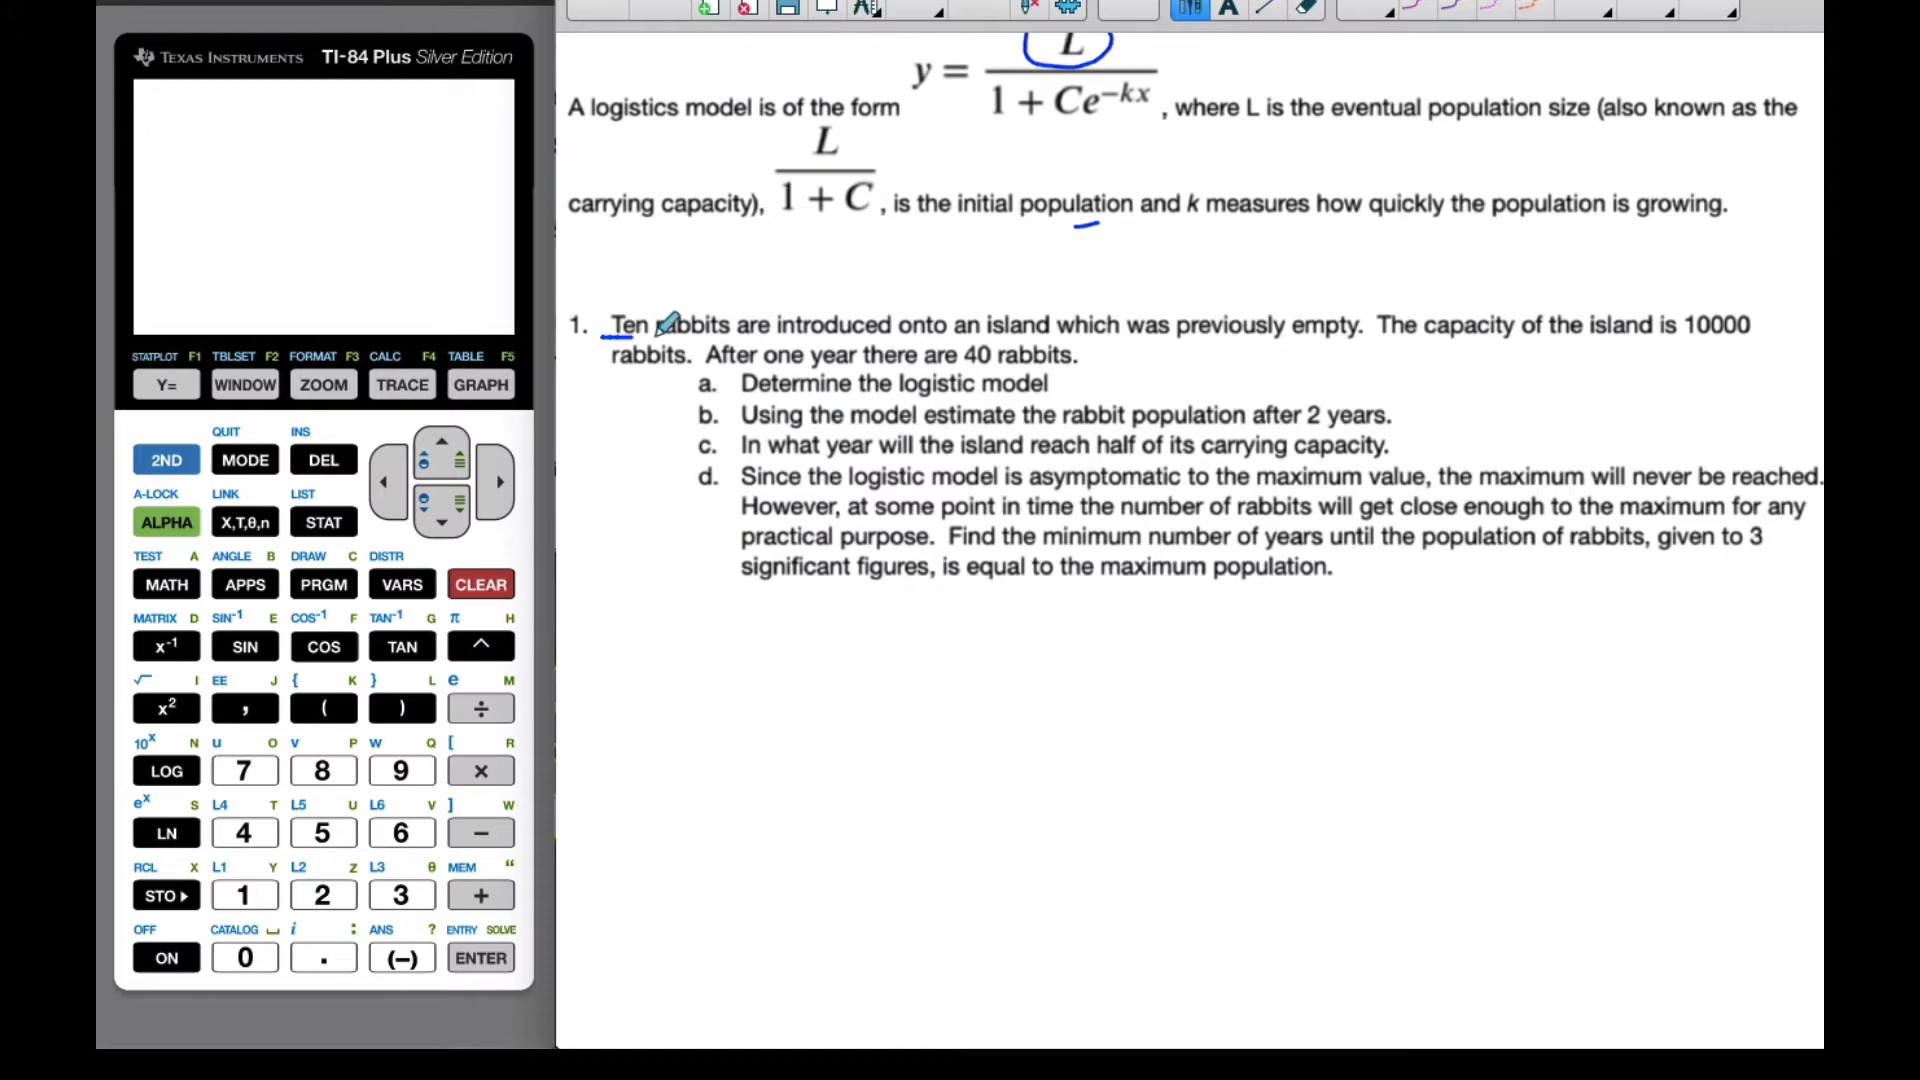 TEXAS INSTRUMENTS TI-84 Plus Silver Edition
STATPLOT F1 TBLSET F2 FORMAT F3 CALC F4 TABLE F5
Y= WINDOW ZOOM TRACE GRAPH
QUIT INS
2ND MODE DEL
A-LOCK LINK LIST
ALPHA X,T,θ,n STAT
TEST A ANGLE B DRAW C DISTR
MATH APPS PRGM VARS CLEAR
MATRIX D SIN-1 E COS-1 F TAN-1 G π H
x-1 SIN COS TAN ^
√ I EE J { K } L e M
x2 , ( ) ÷
10x N u O v P w Q [ R
LOG 7 8 9 ×
ex S L4 T L5 U L6 V ] W
LN 4 5 6 −
RCL X L1 Y L2 Z L3 θ MEM “
STO▸ 1 2 3 +
OFF CATALOG ⎵ i : ANS ? ENTRY SOLVE
ON 0 . (−) ENTER
A
A logistics model is of the form y = L / 1 + Ce−kx , where L is the eventual population size (also known as the
carrying capacity), L / 1 + C , is the initial population and k measures how quickly the population is growing.
1. Ten rabbits are introduced onto an island which was previously empty. The capacity of the island is 10000
rabbits. After one year there are 40 rabbits.
a. Determine the logistic model
b. Using the model estimate the rabbit population after 2 years.
c. In what year will the island reach half of its carrying capacity.
d. Since the logistic model is asymptomatic to the maximum value, the maximum will never be reached.
However, at some point in time the number of rabbits will get close enough to the maximum for any
practical purpose. Find the minimum number of years until the population of rabbits, given to 3
significant figures, is equal to the maximum population.